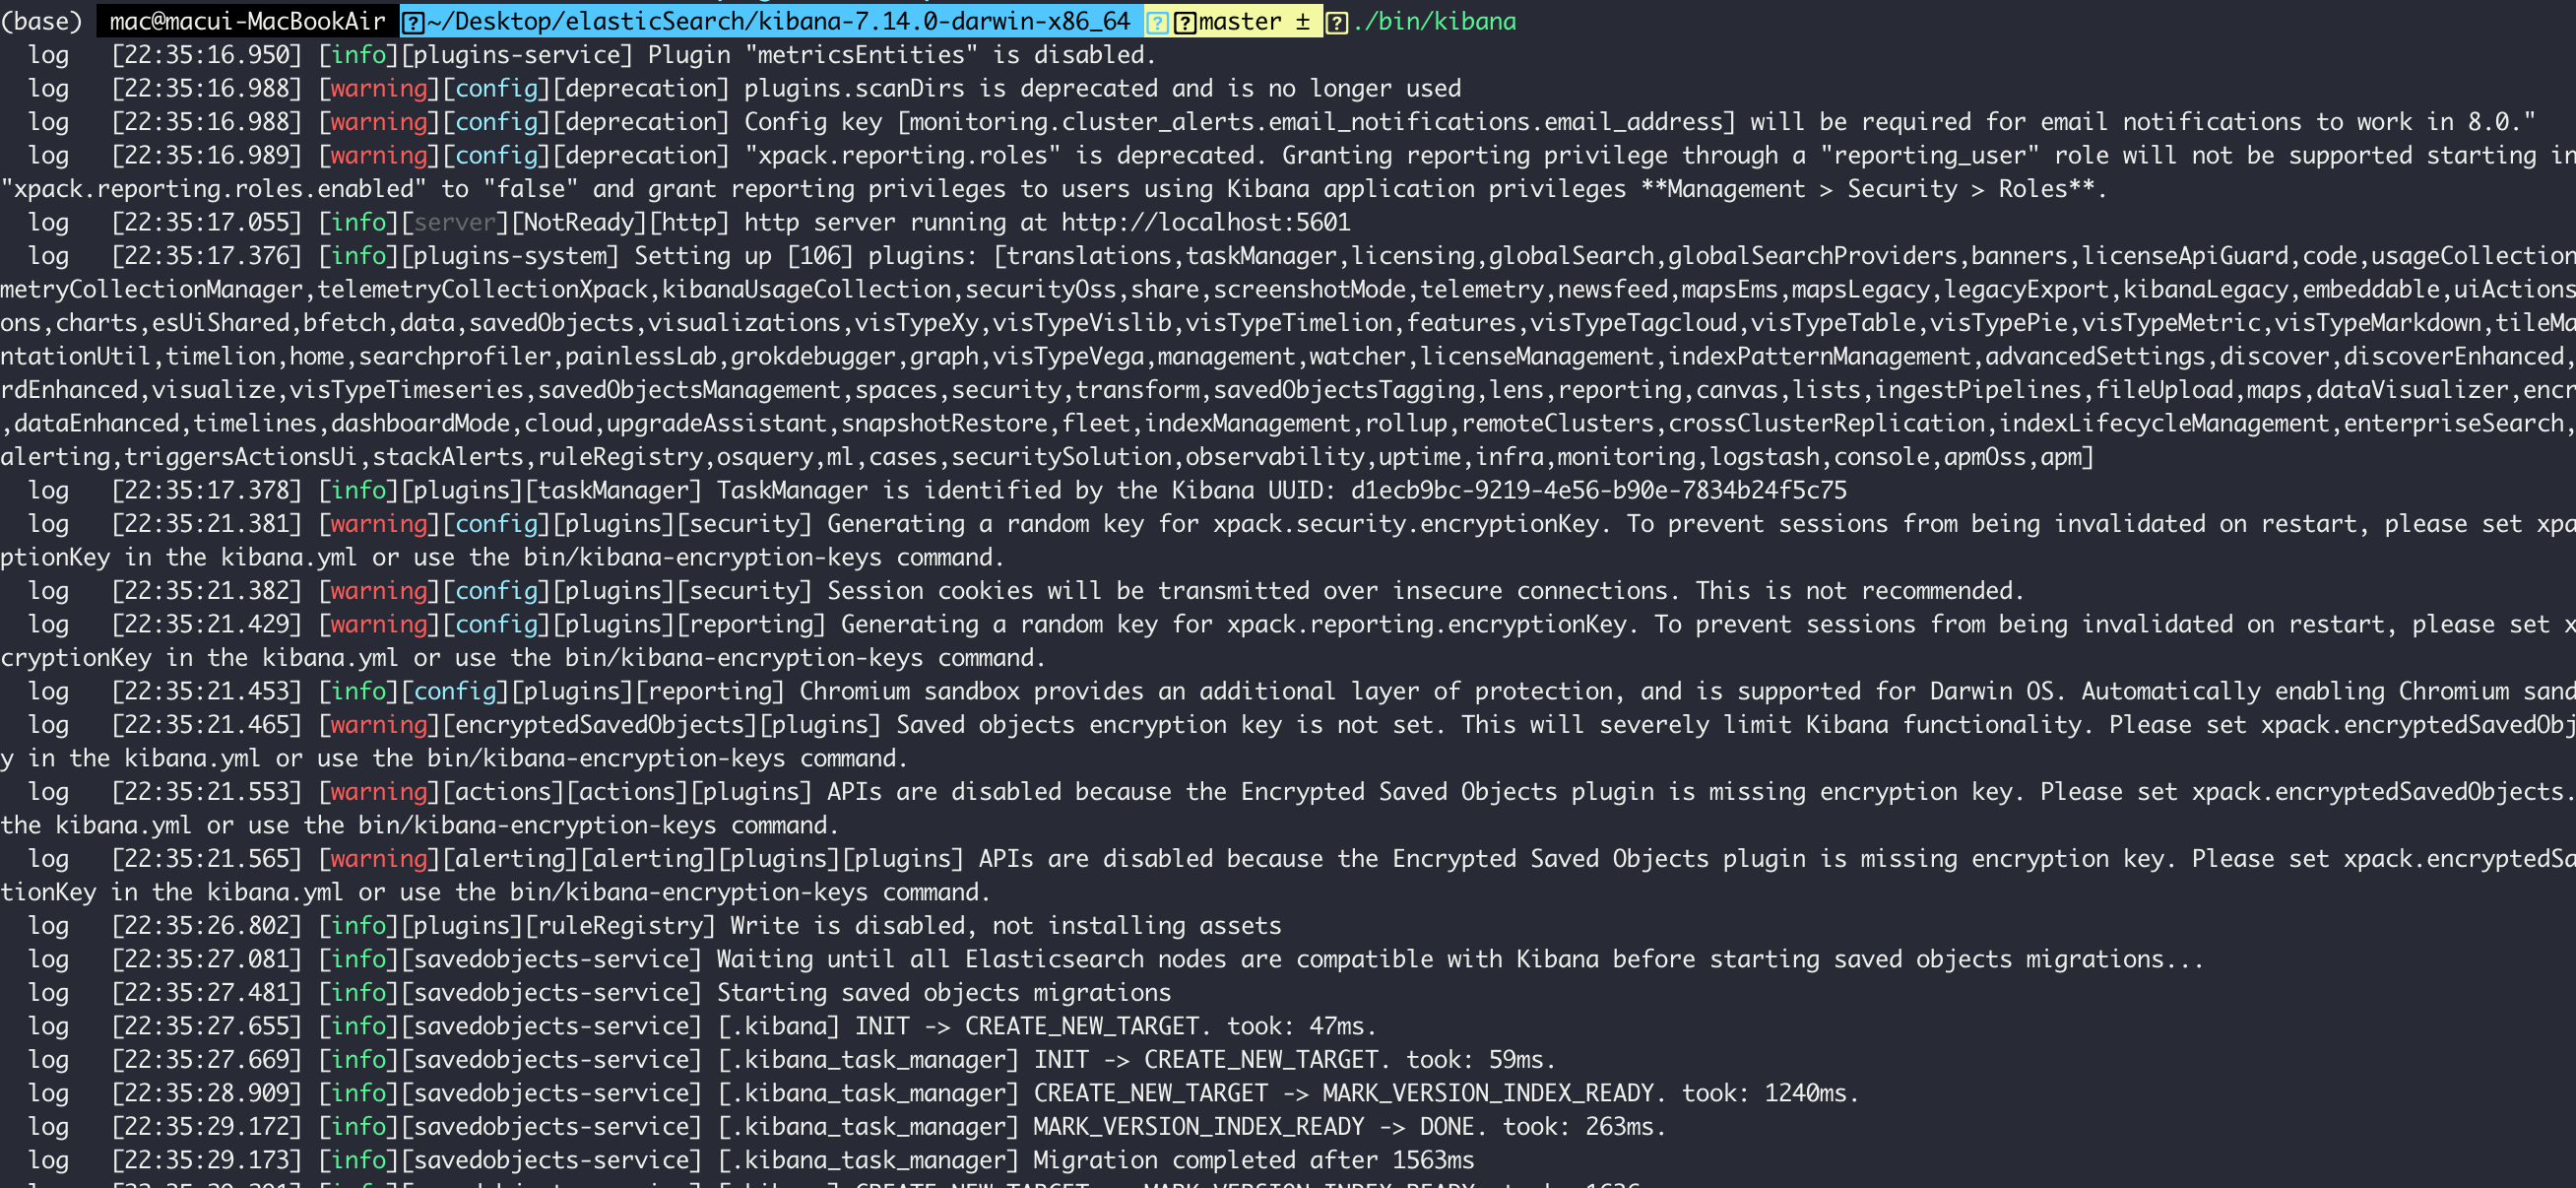 (base) mac@macui-MacBookAir ~/Desktop/elasticSearch/kibana-7.14.0-darwin-x86_64 master ± ./bin/kibana
log [22:35:16.950] [info][plugins-service] Plugin "metricsEntities" is disabled.
log [22:35:16.988] [warning][config][deprecation] plugins.scanDirs is deprecated and is no longer used
log [22:35:16.988] [warning][config][deprecation] Config key [monitoring.cluster_alerts.email_notifications.email_address] will be required for email notifications to work in 8.0."
log [22:35:16.989] [warning][config][deprecation] "xpack.reporting.roles" is deprecated. Granting reporting privilege through a "reporting_user" role will not be supported starting in
"xpack.reporting.roles.enabled" to "false" and grant reporting privileges to users using Kibana application privileges **Management > Security > Roles**.
log [22:35:17.055] [info][server][NotReady][http] http server running at http://localhost:5601
log [22:35:17.376] [info][plugins-system] Setting up [106] plugins: [translations,taskManager,licensing,globalSearch,globalSearchProviders,banners,licenseApiGuard,code,usageCollection
metryCollectionManager,telemetryCollectionXpack,kibanaUsageCollection,securityOss,share,screenshotMode,telemetry,newsfeed,mapsEms,mapsLegacy,legacyExport,kibanaLegacy,embeddable,uiActions
ons,charts,esUiShared,bfetch,data,savedObjects,visualizations,visTypeXy,visTypeVislib,visTypeTimelion,features,visTypeTagcloud,visTypeTable,visTypePie,visTypeMetric,visTypeMarkdown,tileMa
ntationUtil,timelion,home,searchprofiler,painlessLab,grokdebugger,graph,visTypeVega,management,watcher,licenseManagement,indexPatternManagement,advancedSettings,discover,discoverEnhanced,
rdEnhanced,visualize,visTypeTimeseries,savedObjectsManagement,spaces,security,transform,savedObjectsTagging,lens,reporting,canvas,lists,ingestPipelines,fileUpload,maps,dataVisualizer,encr
,dataEnhanced,timelines,dashboardMode,cloud,upgradeAssistant,snapshotRestore,fleet,indexManagement,rollup,remoteClusters,crossClusterReplication,indexLifecycleManagement,enterpriseSearch,
alerting,triggersActionsUi,stackAlerts,ruleRegistry,osquery,ml,cases,securitySolution,observability,uptime,infra,monitoring,logstash,console,apmOss,apm]
log [22:35:17.378] [info][plugins][taskManager] TaskManager is identified by the Kibana UUID: d1ecb9bc-9219-4e56-b90e-7834b24f5c75
log [22:35:21.381] [warning][config][plugins][security] Generating a random key for xpack.security.encryptionKey. To prevent sessions from being invalidated on restart, please set xpa
ptionKey in the kibana.yml or use the bin/kibana-encryption-keys command.
log [22:35:21.382] [warning][config][plugins][security] Session cookies will be transmitted over insecure connections. This is not recommended.
log [22:35:21.429] [warning][config][plugins][reporting] Generating a random key for xpack.reporting.encryptionKey. To prevent sessions from being invalidated on restart, please set x
cryptionKey in the kibana.yml or use the bin/kibana-encryption-keys command.
log [22:35:21.453] [info][config][plugins][reporting] Chromium sandbox provides an additional layer of protection, and is supported for Darwin OS. Automatically enabling Chromium sand
log [22:35:21.465] [warning][encryptedSavedObjects][plugins] Saved objects encryption key is not set. This will severely limit Kibana functionality. Please set xpack.encryptedSavedObj
y in the kibana.yml or use the bin/kibana-encryption-keys command.
log [22:35:21.553] [warning][actions][actions][plugins] APIs are disabled because the Encrypted Saved Objects plugin is missing encryption key. Please set xpack.encryptedSavedObjects.
the kibana.yml or use the bin/kibana-encryption-keys command.
log [22:35:21.565] [warning][alerting][alerting][plugins][plugins] APIs are disabled because the Encrypted Saved Objects plugin is missing encryption key. Please set xpack.encryptedSa
tionKey in the kibana.yml or use the bin/kibana-encryption-keys command.
log [22:35:26.802] [info][plugins][ruleRegistry] Write is disabled, not installing assets
log [22:35:27.081] [info][savedobjects-service] Waiting until all Elasticsearch nodes are compatible with Kibana before starting saved objects migrations...
log [22:35:27.481] [info][savedobjects-service] Starting saved objects migrations
log [22:35:27.655] [info][savedobjects-service] [.kibana] INIT -> CREATE_NEW_TARGET. took: 47ms.
log [22:35:27.669] [info][savedobjects-service] [.kibana_task_manager] INIT -> CREATE_NEW_TARGET. took: 59ms.
log [22:35:28.909] [info][savedobjects-service] [.kibana_task_manager] CREATE_NEW_TARGET -> MARK_VERSION_INDEX_READY. took: 1240ms.
log [22:35:29.172] [info][savedobjects-service] [.kibana_task_manager] MARK_VERSION_INDEX_READY -> DONE. took: 263ms.
log [22:35:29.173] [info][savedobjects-service] [.kibana_task_manager] Migration completed after 1563ms